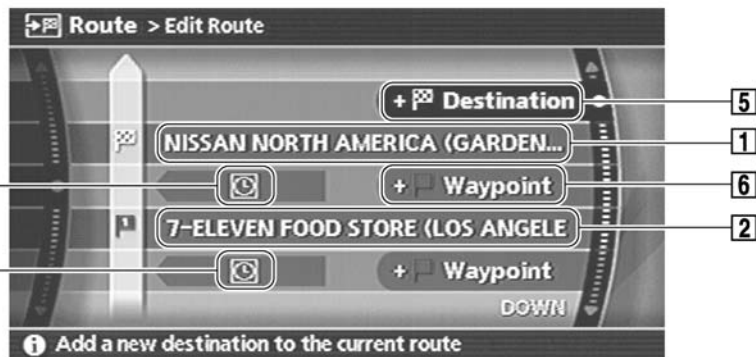 Route > Edit Route
+ Destination
5
NISSAN NORTH AMERICA (GARDEN...
1
+ Waypoint
6
1
7-ELEVEN FOOD STORE (LOS ANGELE
2
+ Waypoint
DOWN
i Add a new destination to the current route